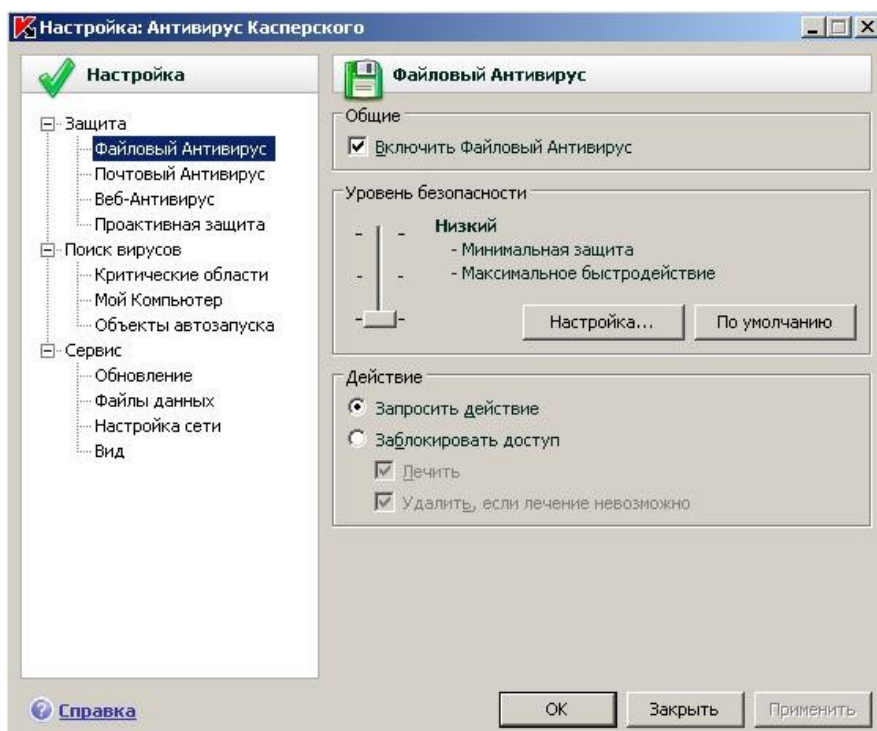 Настройка: Антивирус Касперского
Настройка
Защита
Файловый Антивирус
Почтовый Антивирус
Веб-Антивирус
Проактивная защита
Поиск вирусов
Критические области
Мой Компьютер
Объекты автозапуска
Сервис
Обновление
Файлы данных
Настройка сети
Вид
Файловый Антивирус
Общие
Включить Файловый Антивирус
Уровень безопасности
Низкий
- Минимальная защита
- Максимальное быстродействие
Настройка... По умолчанию
Действие
Запросить действие
Заблокировать доступ
Лечить
Удалить, если лечение невозможно
Справка
ОК Закрыть Применить